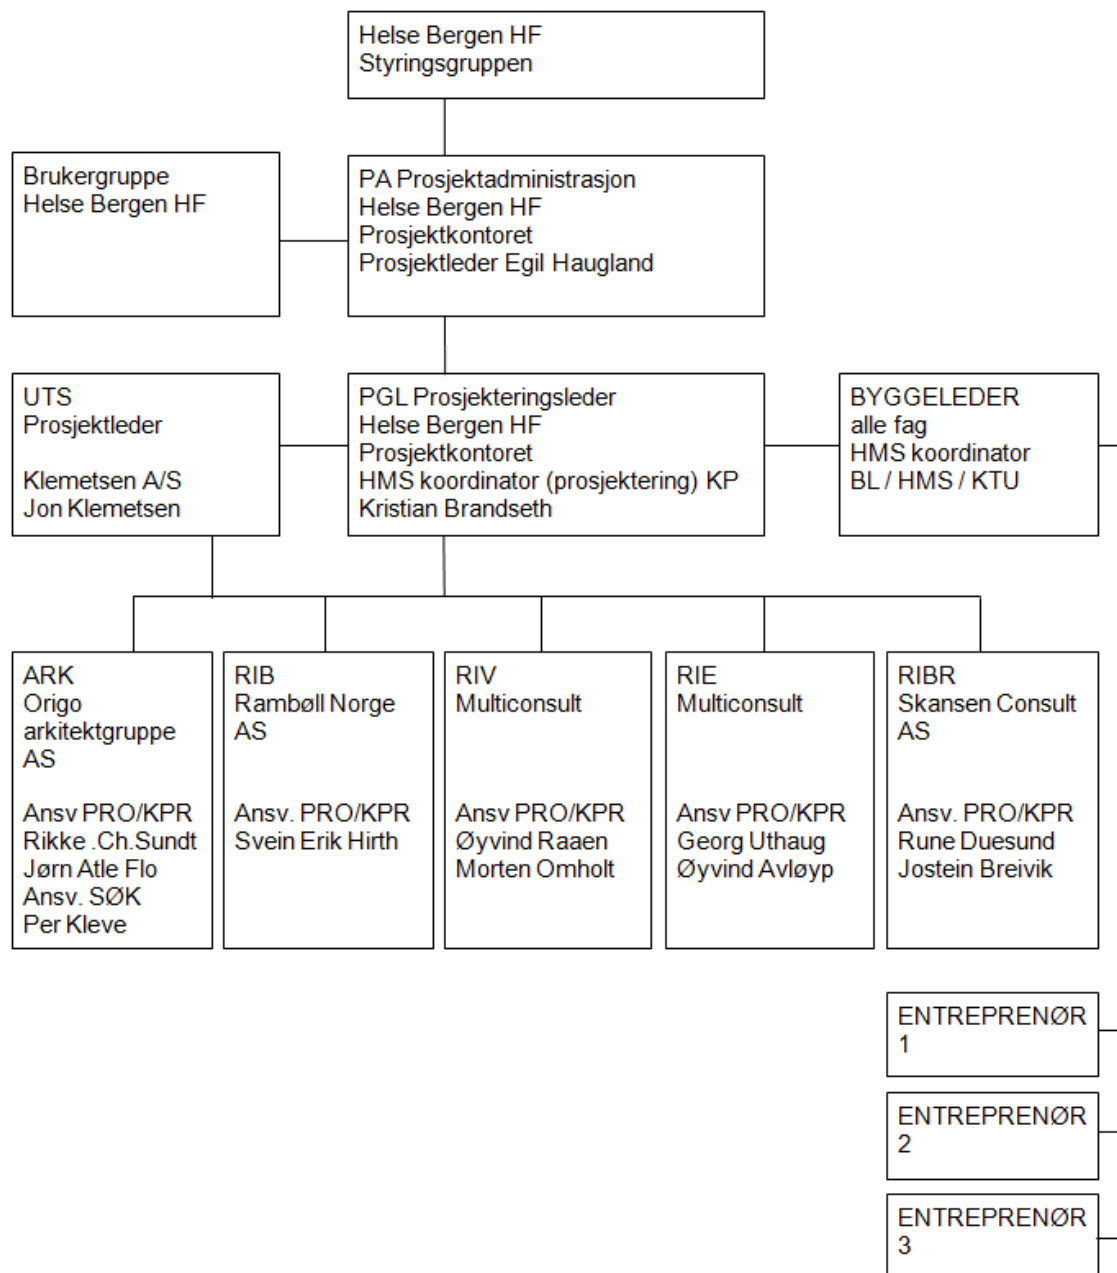 Helse Bergen HF
Styringsgruppen
Brukergruppe
Helse Bergen HF
PA Prosjektadministrasjon
Helse Bergen HF
Prosjektkontoret
Prosjektleder Egil Haugland
UTS
Prosjektleder
Klemetsen A/S
Jon Klemetsen
PGL Prosjekteringsleder
Helse Bergen HF
Prosjektkontoret
HMS koordinator (prosjektering) KP
Kristian Brandseth
BYGGELEDER
alle fag
HMS koordinator
BL / HMS / KTU
ARK
Origo
arkitektgruppe
AS
Ansv PRO/KPR
Rikke .Ch.Sundt
Jørn Atle Flo
Ansv. SØK
Per Kleve
RIB
Rambøll Norge
AS
Ansv. PRO/KPR
Svein Erik Hirth
RIV
Multiconsult
Ansv PRO/KPR
Øyvind Raaen
Morten Omholt
RIE
Multiconsult
Ansv PRO/KPR
Georg Uthaug
Øyvind Avløyp
RIBR
Skansen Consult
AS
Ansv. PRO/KPR
Rune Duesund
Jostein Breivik
ENTREPRENØR
1
ENTREPRENØR
2
ENTREPRENØR
3